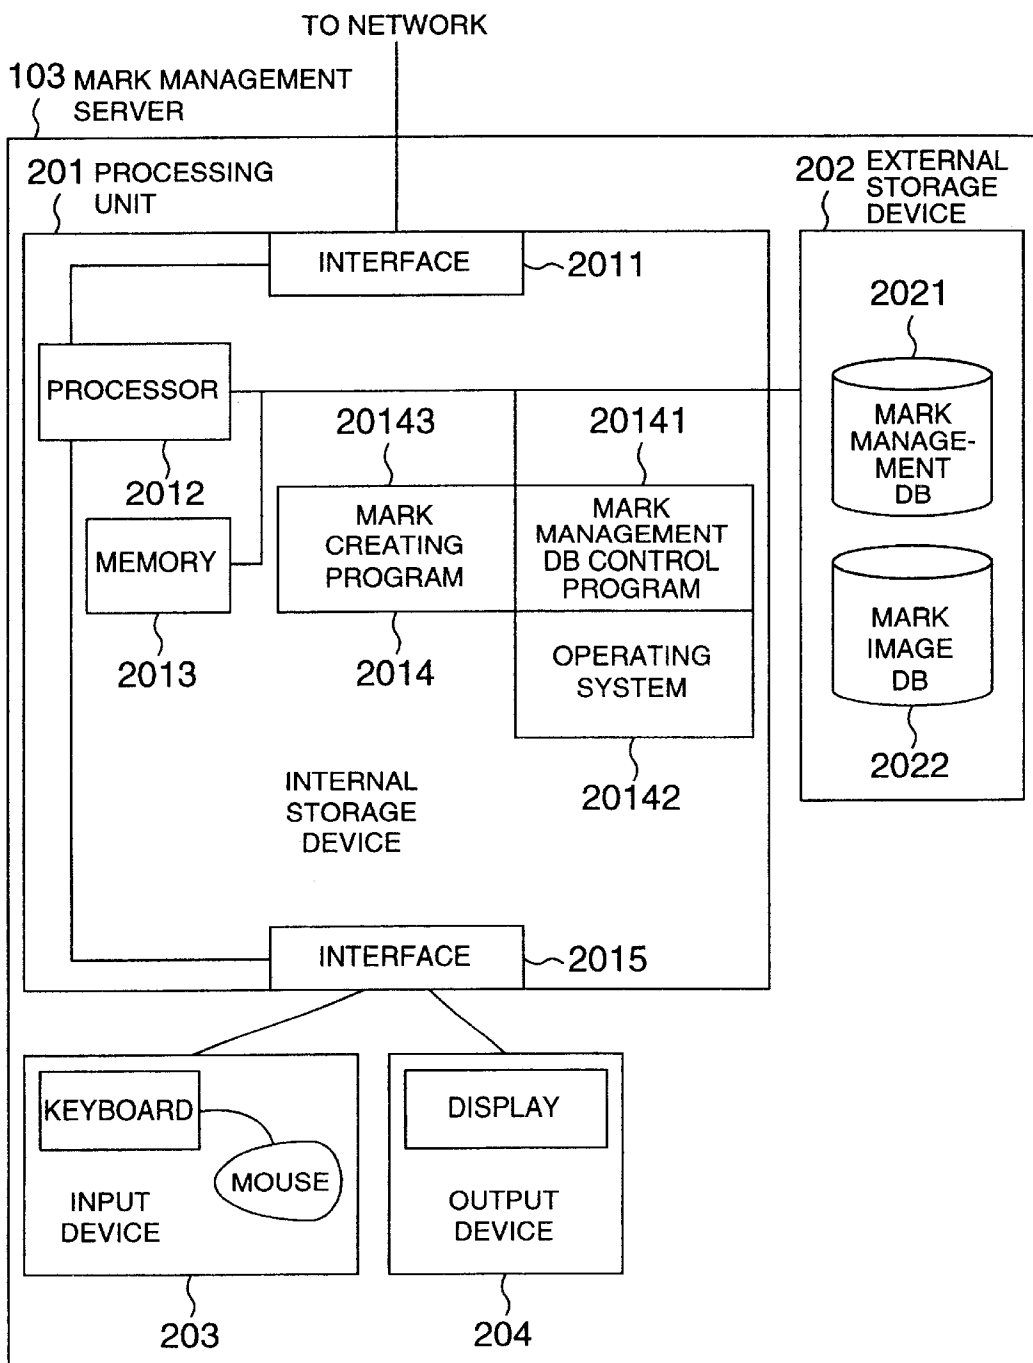 TO NETWORK
103 MARK MANAGEMENT
SERVER
201 PROCESSING
UNIT
202 EXTERNAL
STORAGE
DEVICE
INTERFACE
2011
2021
PROCESSOR
MARK
MANAGE-
MENT
DB
20143
20141
2012
MARK
CREATING
PROGRAM
MARK
MANAGEMENT
DB CONTROL
PROGRAM
MEMORY
2013
2014
OPERATING
SYSTEM
MARK
IMAGE
DB
2022
20142
INTERNAL
STORAGE
DEVICE
INTERFACE
2015
KEYBOARD
MOUSE
INPUT
DEVICE
DISPLAY
OUTPUT
DEVICE
203
204